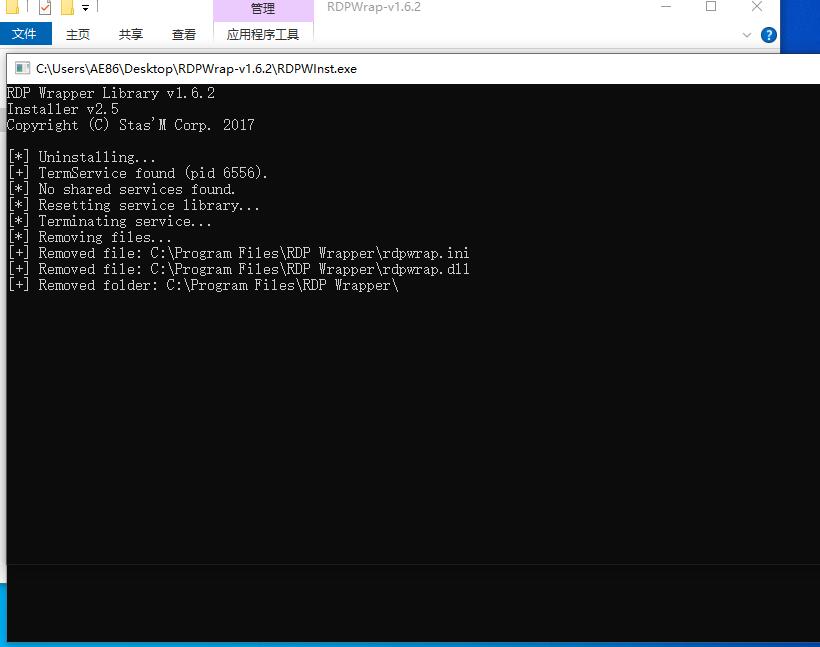 管理
RDPWrap-v1.6.2
文件
主页
共享
查看
应用程序工具
C:\Users\AE86\Desktop\RDPWrap-v1.6.2\RDPWInst.exe
RDP Wrapper Library v1.6.2
Installer v2.5
Copyright (C) Stas'M Corp. 2017
[*] Uninstalling...
[+] TermService found (pid 6556).
[*] No shared services found.
[*] Resetting service library...
[*] Terminating service...
[*] Removing files...
[+] Removed file: C:\Program Files\RDP Wrapper\rdpwrap.ini
[+] Removed file: C:\Program Files\RDP Wrapper\rdpwrap.dll
[+] Removed folder: C:\Program Files\RDP Wrapper\